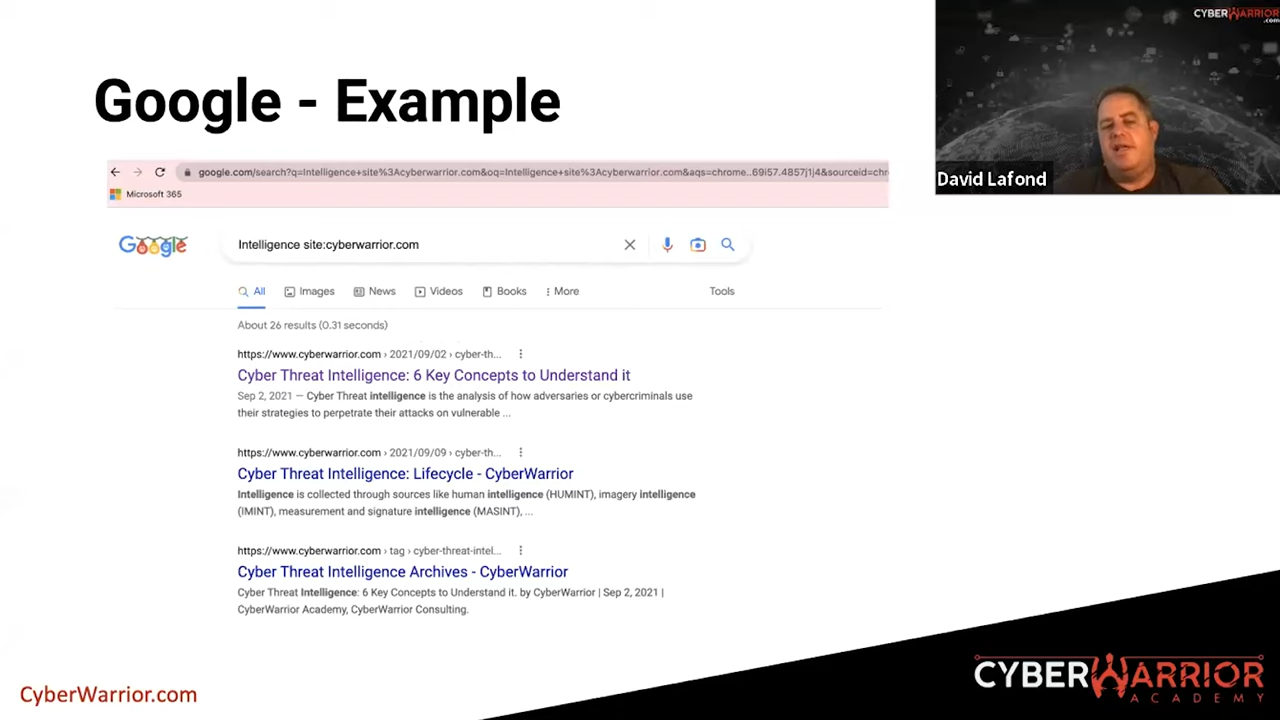 CYBERWARRIOR
.com
Google - Example
David Lafond
google.com/search?q=Intelligence+site%3Acyberwarrior.com&oq=Intelligence+site%3Acyberwarrior.com&aqs=chrome..69i57.4857j1j4&sourceid=chr
Microsoft 365
Google
Intelligence site:cyberwarrior.com
All Images News Videos Books More Tools
About 26 results (0.31 seconds)
https://www.cyberwarrior.com › 2021/09/02 › cyber-th...
Cyber Threat Intelligence: 6 Key Concepts to Understand it
Sep 2, 2021 — Cyber Threat intelligence is the analysis of how adversaries or cybercriminals use
their strategies to perpetrate their attacks on vulnerable ...
https://www.cyberwarrior.com › 2021/09/09 › cyber-th...
Cyber Threat Intelligence: Lifecycle - CyberWarrior
Intelligence is collected through sources like human intelligence (HUMINT), imagery intelligence
(IMINT), measurement and signature intelligence (MASINT), ...
https://www.cyberwarrior.com › tag › cyber-threat-intel...
Cyber Threat Intelligence Archives - CyberWarrior
Cyber Threat Intelligence: 6 Key Concepts to Understand it. by CyberWarrior | Sep 2, 2021 |
CyberWarrior Academy, CyberWarrior Consulting.
CyberWarrior.com
CYBERWARRIOR
ACADEMY